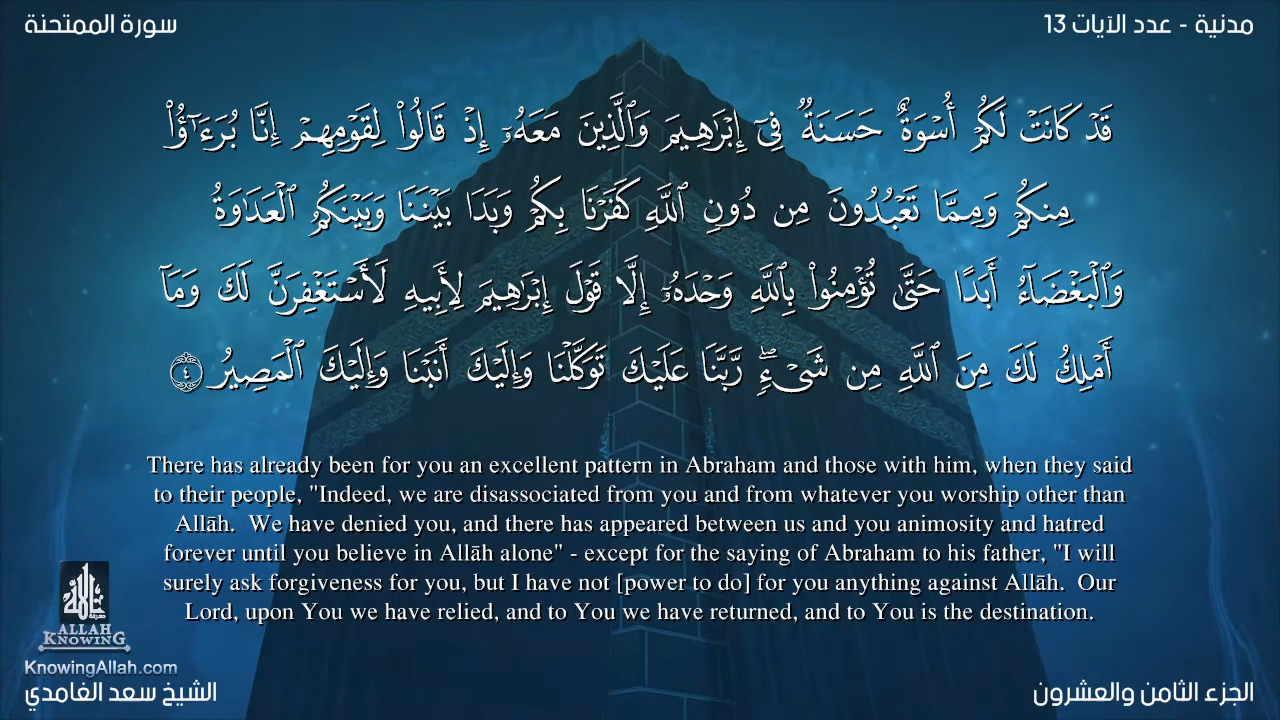 سورة الممتحنة
مدنية - عدد الآيات 13
قَدْ كَانَتْ لَكُمْ أُسْوَةٌ حَسَنَةٌ فِىٓ إِبْرَٰهِيمَ وَٱلَّذِينَ مَعَهُۥٓ إِذْ قَالُوا۟ لِقَوْمِهِمْ إِنَّا بُرَءَٰٓؤُا۟
مِنكُمْ وَمِمَّا تَعْبُدُونَ مِن دُونِ ٱللَّهِ كَفَرْنَا بِكُمْ وَبَدَا بَيْنَنَا وَبَيْنَكُمُ ٱلْعَدَٰوَةُ
وَٱلْبَغْضَآءُ أَبَدًا حَتَّىٰ تُؤْمِنُوا۟ بِٱللَّهِ وَحْدَهُۥٓ إِلَّا قَوْلَ إِبْرَٰهِيمَ لِأَبِيهِ لَأَسْتَغْفِرَنَّ لَكَ وَمَآ
أَمْلِكُ لَكَ مِنَ ٱللَّهِ مِن شَىْءٍۖ رَّبَّنَا عَلَيْكَ تَوَكَّلْنَا وَإِلَيْكَ أَنَبْنَا وَإِلَيْكَ ٱلْمَصِيرُ ٤
There has already been for you an excellent pattern in Abraham and those with him, when they said
to their people, "Indeed, we are disassociated from you and from whatever you worship other than
Allāh. We have denied you, and there has appeared between us and you animosity and hatred
forever until you believe in Allāh alone" - except for the saying of Abraham to his father, "I will
surely ask forgiveness for you, but I have not [power to do] for you anything against Allāh. Our
Lord, upon You we have relied, and to You we have returned, and to You is the destination.
ALLAH
KNOWING
KnowingAllah.com
الشيخ سعد الغامدي
الجزء الثامن والعشرون